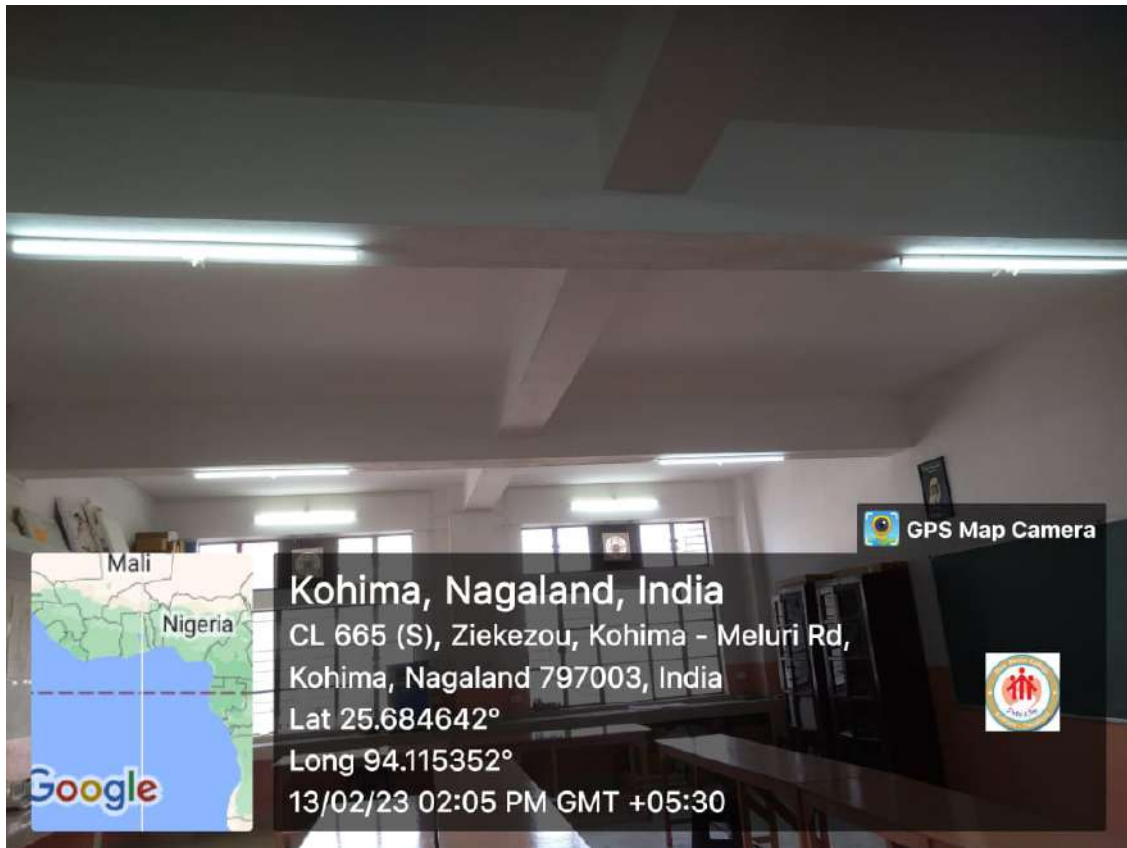 GPS Map Camera
Mali
Nigeria
Google
Kohima, Nagaland, India
CL 665 (S), Ziekezou, Kohima - Meluri Rd,
Kohima, Nagaland 797003, India
Lat 25.684642°
Long 94.115352°
13/02/23 02:05 PM GMT +05:30